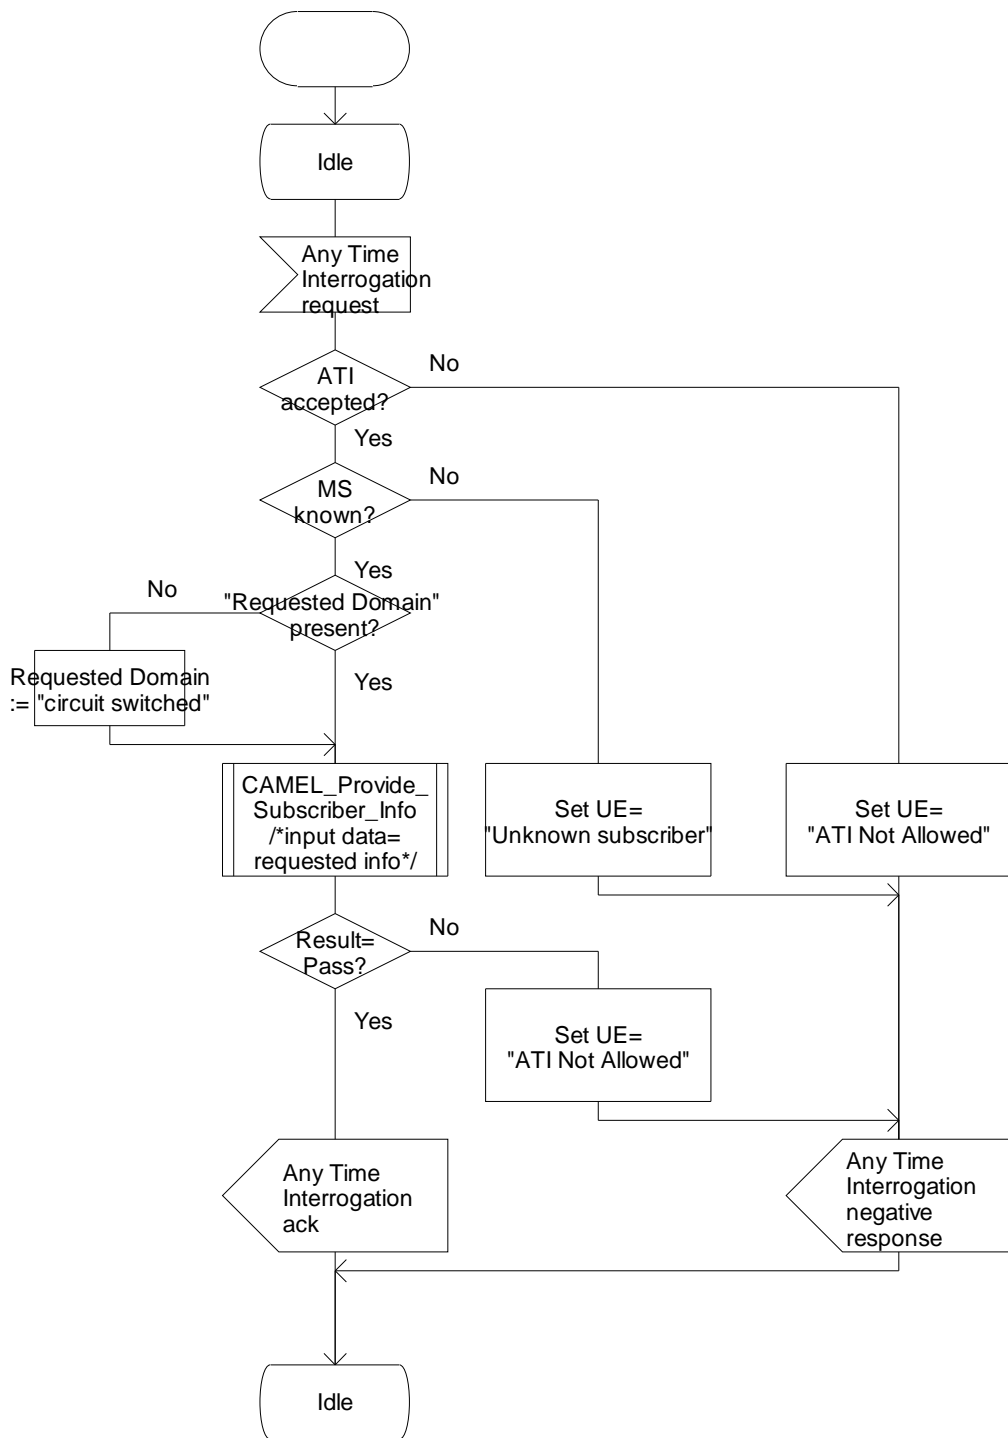 Idle
Any Time
Interrogation
request
ATI
accepted?
No
Yes
MS
known?
No
Yes
"Requested Domain"
present?
No
Yes
Requested Domain
:= "circuit switched"
CAMEL_Provide_
Subscriber_Info
/*input data=
requested info*/
Set UE=
"Unknown subscriber"
Set UE=
"ATI Not Allowed"
Result=
Pass?
No
Yes
Set UE=
"ATI Not Allowed"
Any Time
Interrogation
ack
Any Time
Interrogation
negative
response
Idle